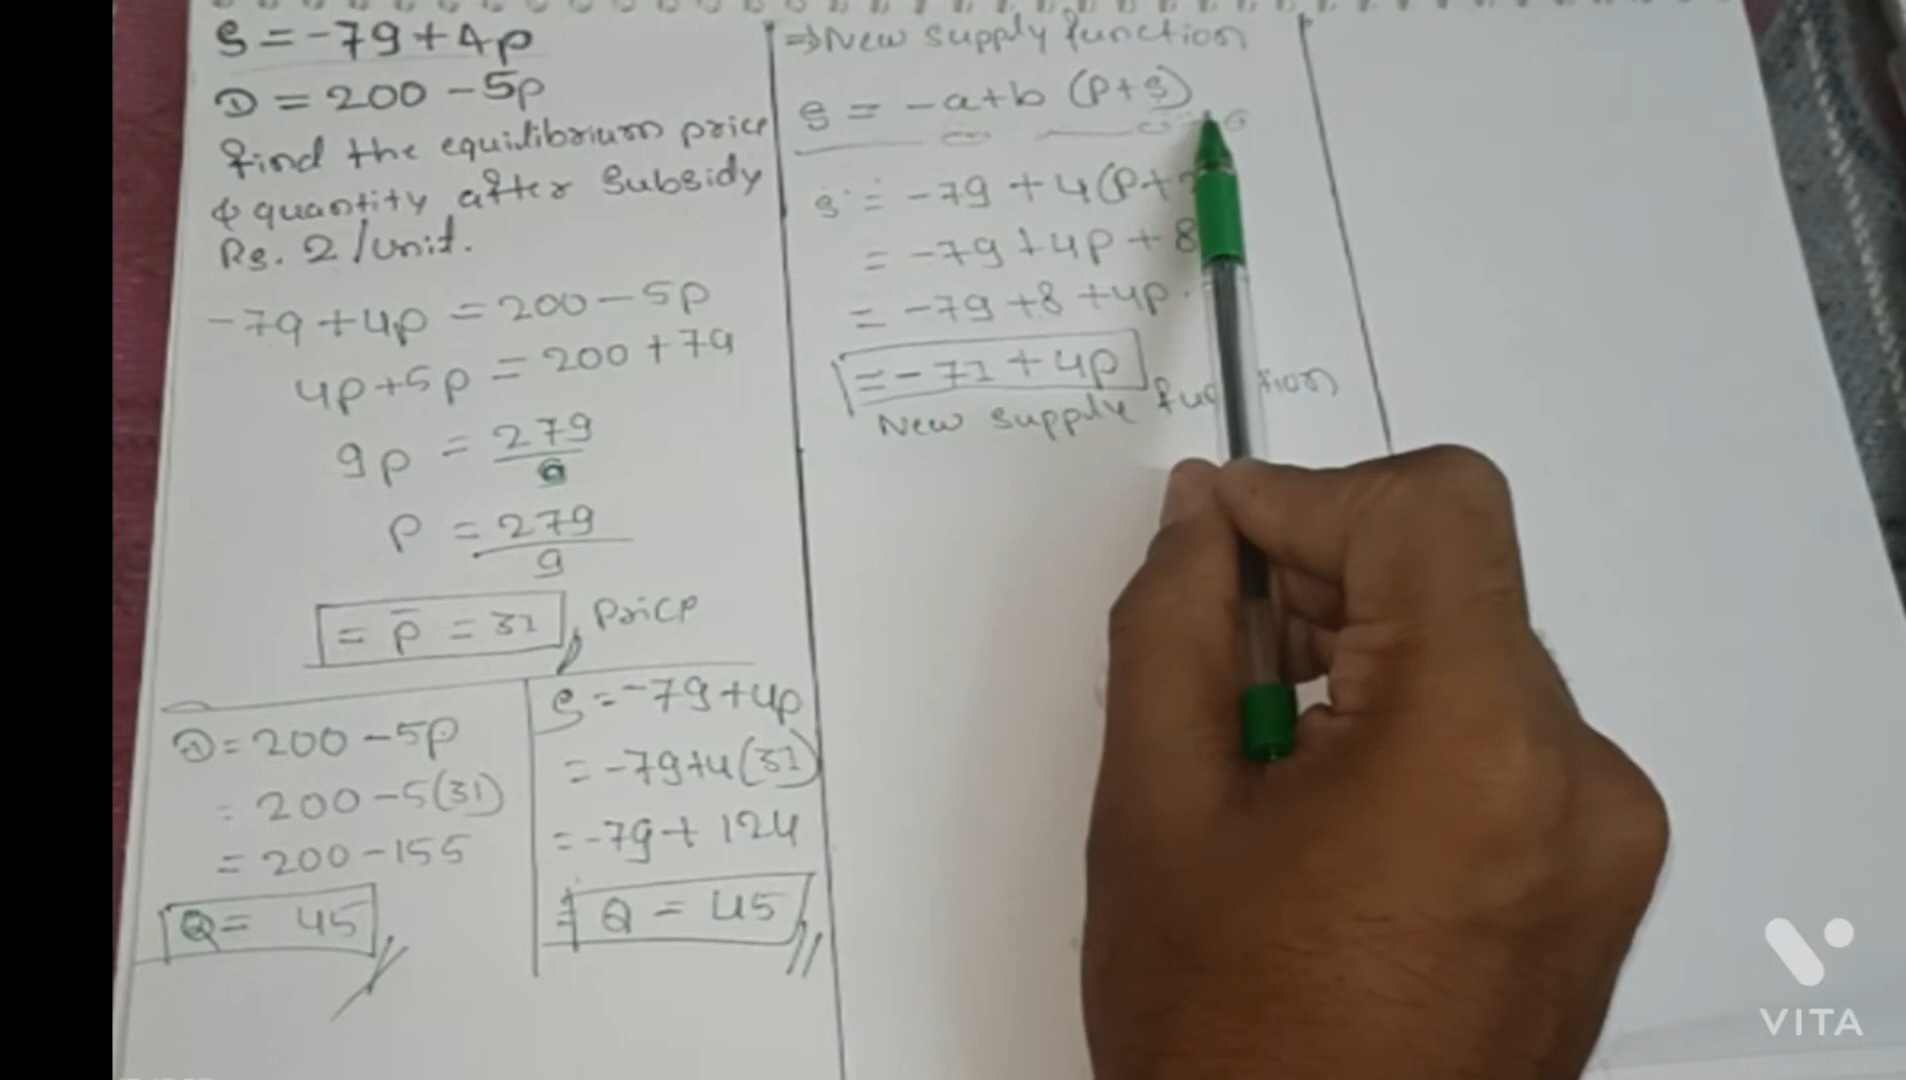 S = -79 + 4p
D = 200 - 5p
find the equilibrium price
& quantity after Subsidy
Rs. 2 /unit.
-79 + 4p = 200 - 5p
4p + 5p = 200 + 79
9p = 279
9
P = 279
9
= p̄ = 31, Price
D = 200 - 5p
= 200 - 5(31)
= 200 - 155
Q = 45
S = -79 + 4p
= -79 + 4(31)
= -79 + 124
= Q = 45
⇒ New supply function
S = -a + b (P+S)
S = -79 + 4(P+
= -79 + 4p + 8
= -79 + 8 + 4p.
= -71 + 4p
New supply
VITA